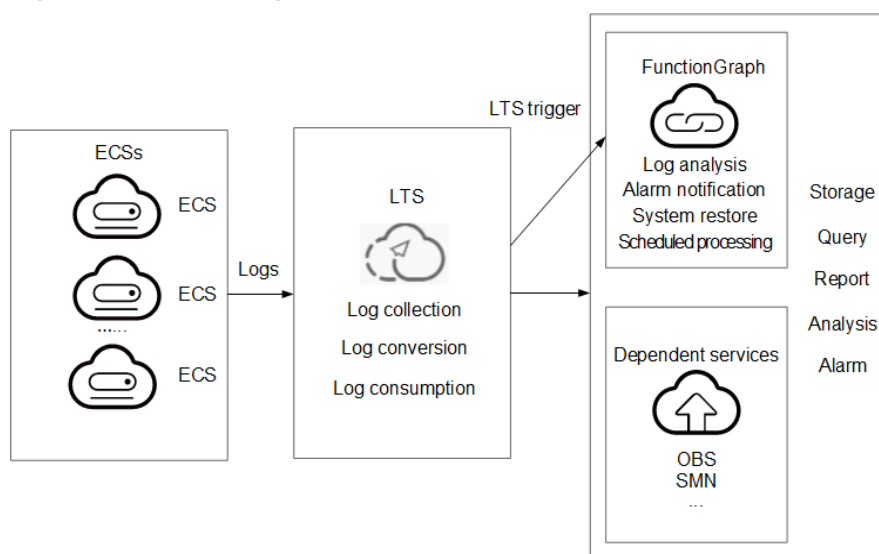 ECSs
ECS
ECS
......
ECS
Logs
LTS
Log collection
Log conversion
Log consumption
LTS trigger
FunctionGraph
Log analysis
Alarm notification
System restore
Scheduled processing
Dependent services
OBS
SMN
...
Storage
Query
Report
Analysis
Alarm